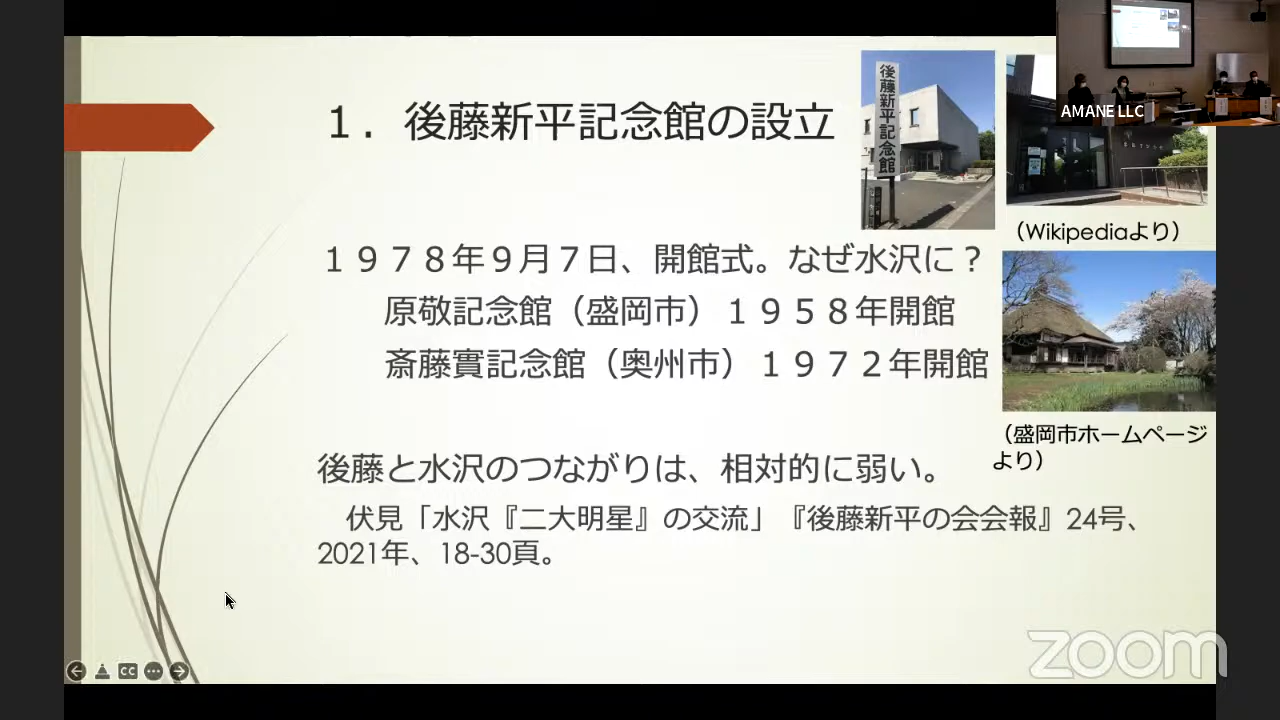 １．後藤新平記念館の設立
後藤新平記念館
AMANE LLC
（Wikipediaより）
１９７８年９月７日、開館式。なぜ水沢に？
原敬記念館（盛岡市）１９５８年開館
斎藤實記念館（奥州市）１９７２年開館
（盛岡市ホームページ
より）
後藤と水沢のつながりは、相対的に弱い。
伏見「水沢『二大明星』の交流」『後藤新平の会会報』24号、
2021年、18-30頁。
CC
zoom